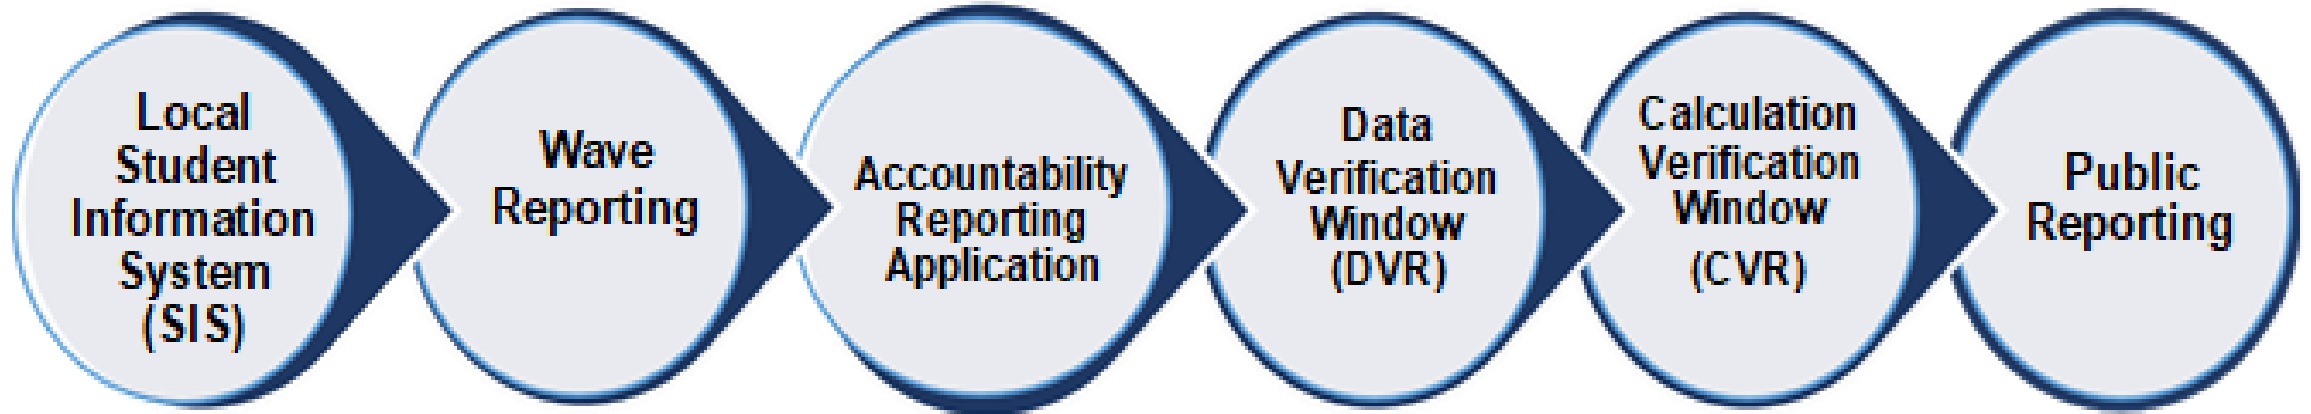 Local
Student
Information
System
(SIS)
Wave
Reporting
Accountability
Reporting
Application
Data
Verification
Window
(DVR)
Calculation
Verification
Window
(CVR)
Public
Reporting